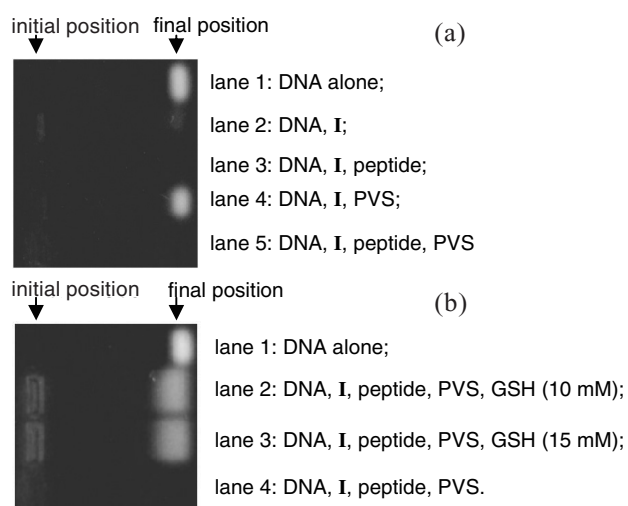 initial position final position (a)
lane 1: DNA alone;
lane 2: DNA, I;
lane 3: DNA, I, peptide;
lane 4: DNA, I, PVS;
lane 5: DNA, I, peptide, PVS
initial position final position (b)
lane 1: DNA alone;
lane 2: DNA, I, peptide, PVS, GSH (10 mM);
lane 3: DNA, I, peptide, PVS, GSH (15 mM);
lane 4: DNA, I, peptide, PVS.